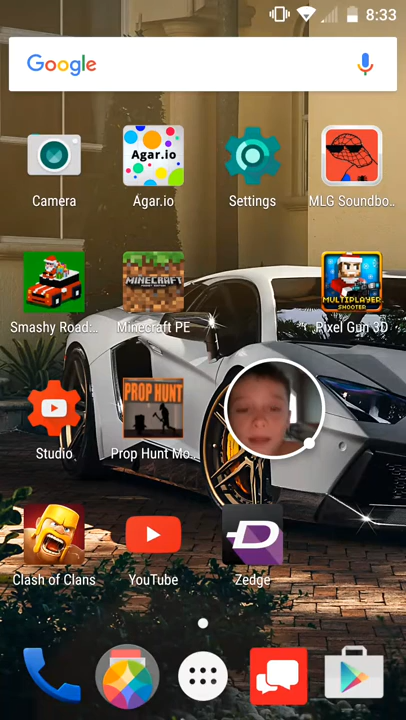 8:33
Google
Agar.io
Camera
Agar.io
Settings
MLG Soundbo..
MINECRAFT
MULTIPLAYER
SHOOTER
Smashy Road:..
Minecraft PE
Pixel Gun 3D
PROP HUNT
Studio
Prop Hunt Mo..
Clash of Clans
YouTube
Zedge